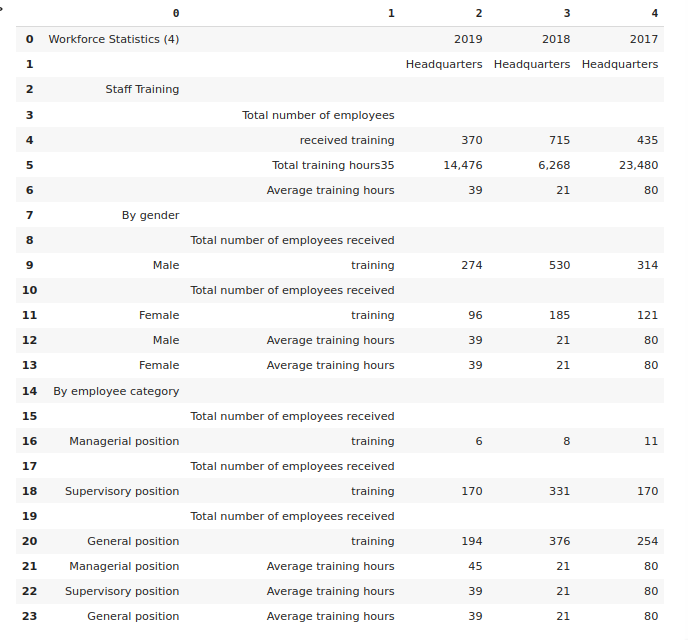 0 1 2 3 4
0 Workforce Statistics (4) 2019 2018 2017
1 Headquarters Headquarters Headquarters
2 Staff Training
3 Total number of employees
4 received training 370 715 435
5 Total training hours35 14,476 6,268 23,480
6 Average training hours 39 21 80
7 By gender
8 Total number of employees received
9 Male training 274 530 314
10 Total number of employees received
11 Female training 96 185 121
12 Male Average training hours 39 21 80
13 Female Average training hours 39 21 80
14 By employee category
15 Total number of employees received
16 Managerial position training 6 8 11
17 Total number of employees received
18 Supervisory position training 170 331 170
19 Total number of employees received
20 General position training 194 376 254
21 Managerial position Average training hours 45 21 80
22 Supervisory position Average training hours 39 21 80
23 General position Average training hours 39 21 80